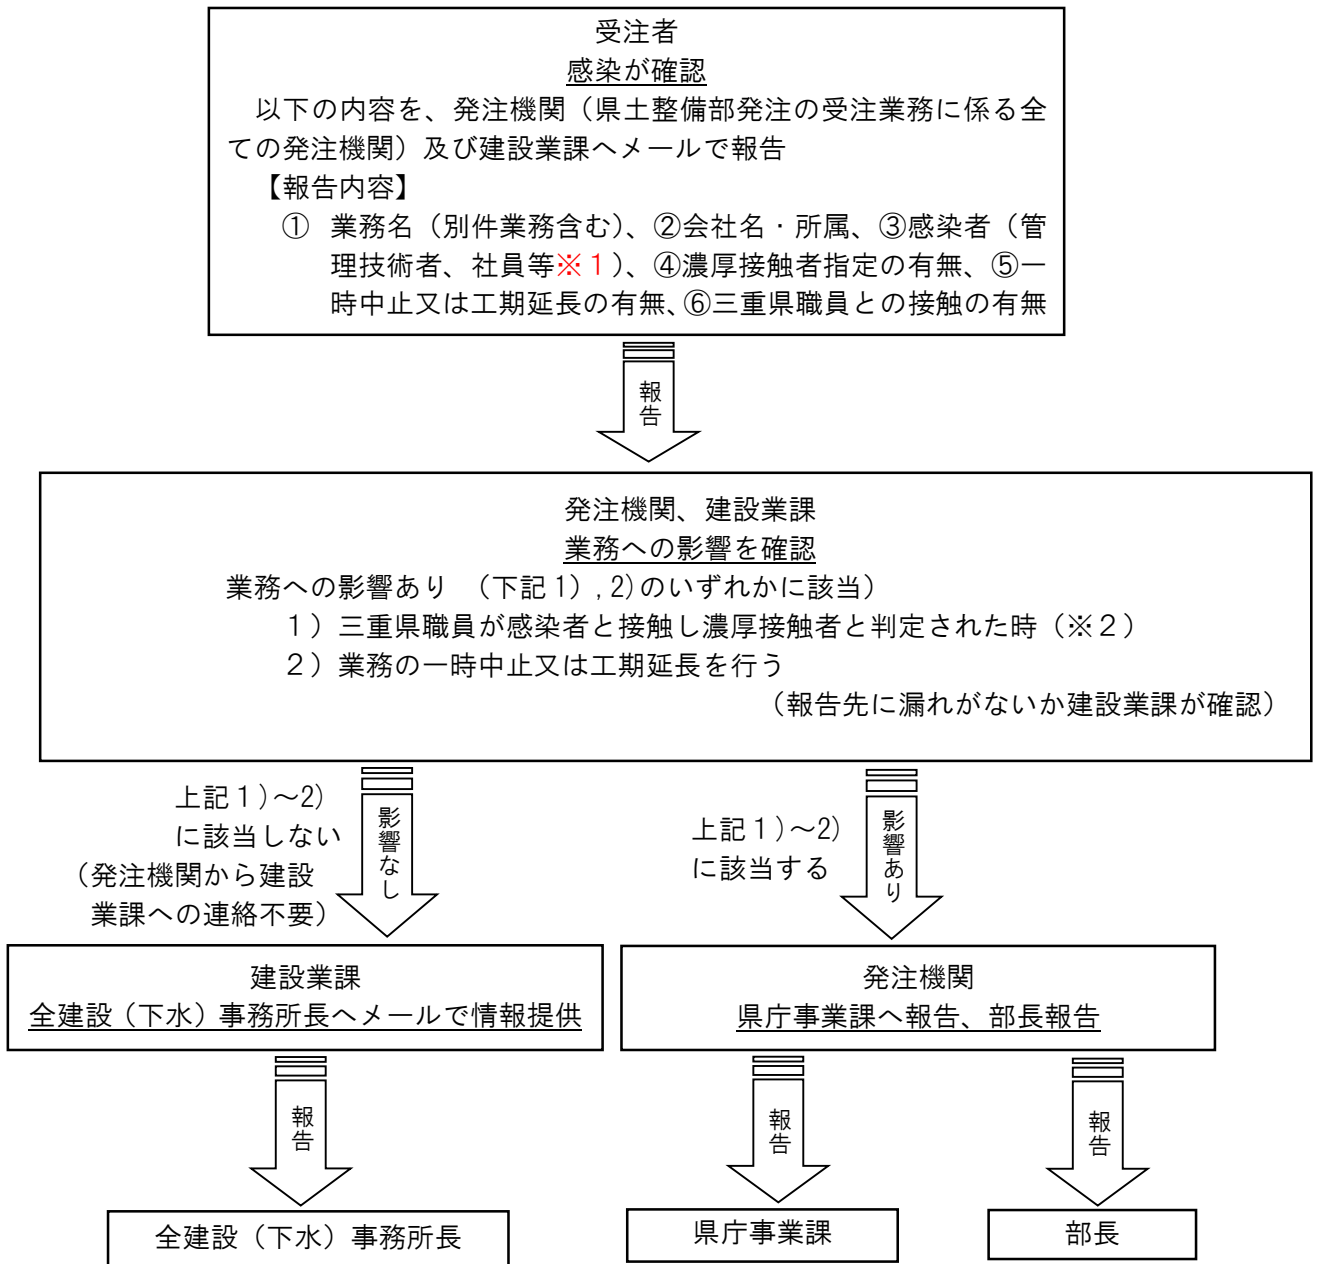 受注者
感染が確認
以下の内容を、発注機関（県土整備部発注の受注業務に係る全
ての発注機関）及び建設業課へメールで報告
【報告内容】
① 業務名（別件業務含む）、②会社名・所属、③感染者（管
理技術者、社員等※１）、④濃厚接触者指定の有無、⑤一
時中止又は工期延長の有無、⑥三重県職員との接触の有無
報告
発注機関、建設業課
業務への影響を確認
業務への影響あり （下記1）,2)のいずれかに該当）
１）三重県職員が感染者と接触し濃厚接触者と判定された時（※２）
２）業務の一時中止又は工期延長を行う
（報告先に漏れがないか建設業課が確認）
上記１)～2)
に該当しない
（発注機関から建設
業課への連絡不要）
影響なし
上記１)～2)
に該当する
影響あり
建設業課
全建設（下水）事務所長へメールで情報提供
発注機関
県庁事業課へ報告、部長報告
報告
報告
報告
全建設（下水）事務所長
県庁事業課
部長